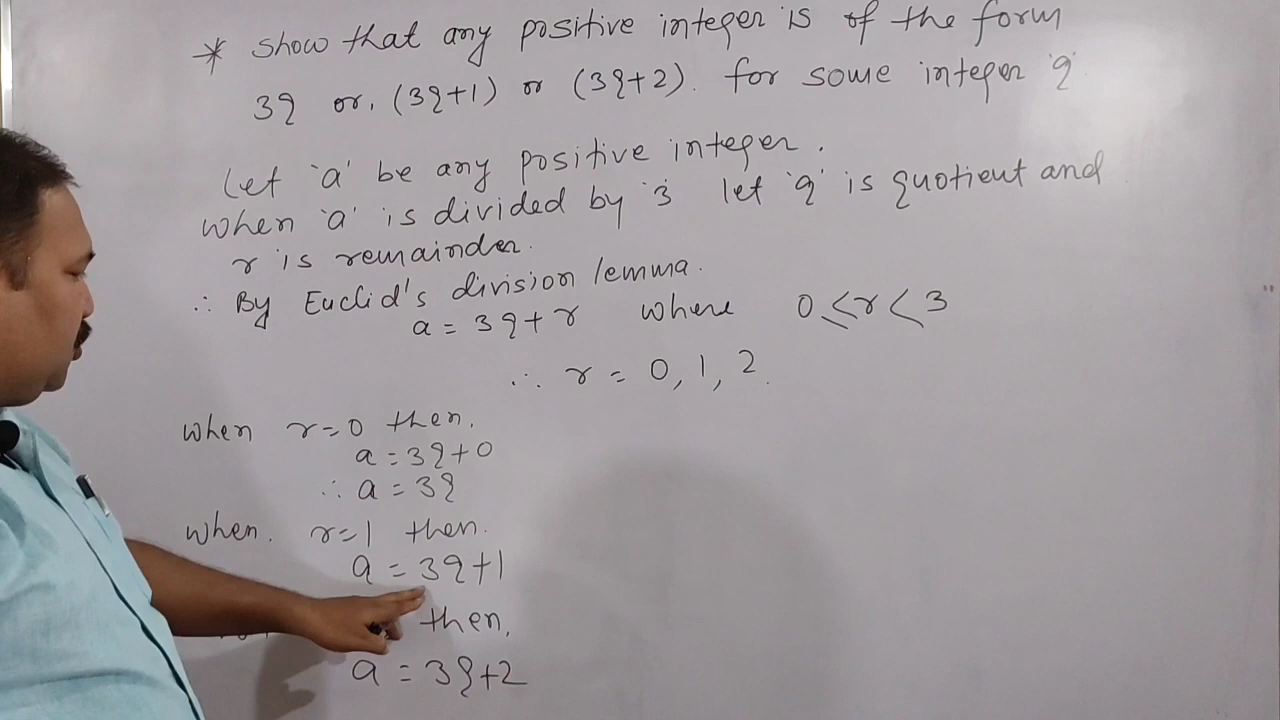 * Show that any positive integer is of the form
3q or, (3q+1) or (3q+2). for some integer 'q'
Let 'a' be any positive integer.
when 'a' is divided by '3 let 'q' is quotient and
r is remainder.
∴ By Euclid's division lemma.
a = 3q + r where 0 ≤ r < 3
∴ r = 0, 1, 2.
when r=0 then,
a = 3q+0
∴ a = 3q
when. r=1 then.
a = 3q+1
then,
a = 3q+2